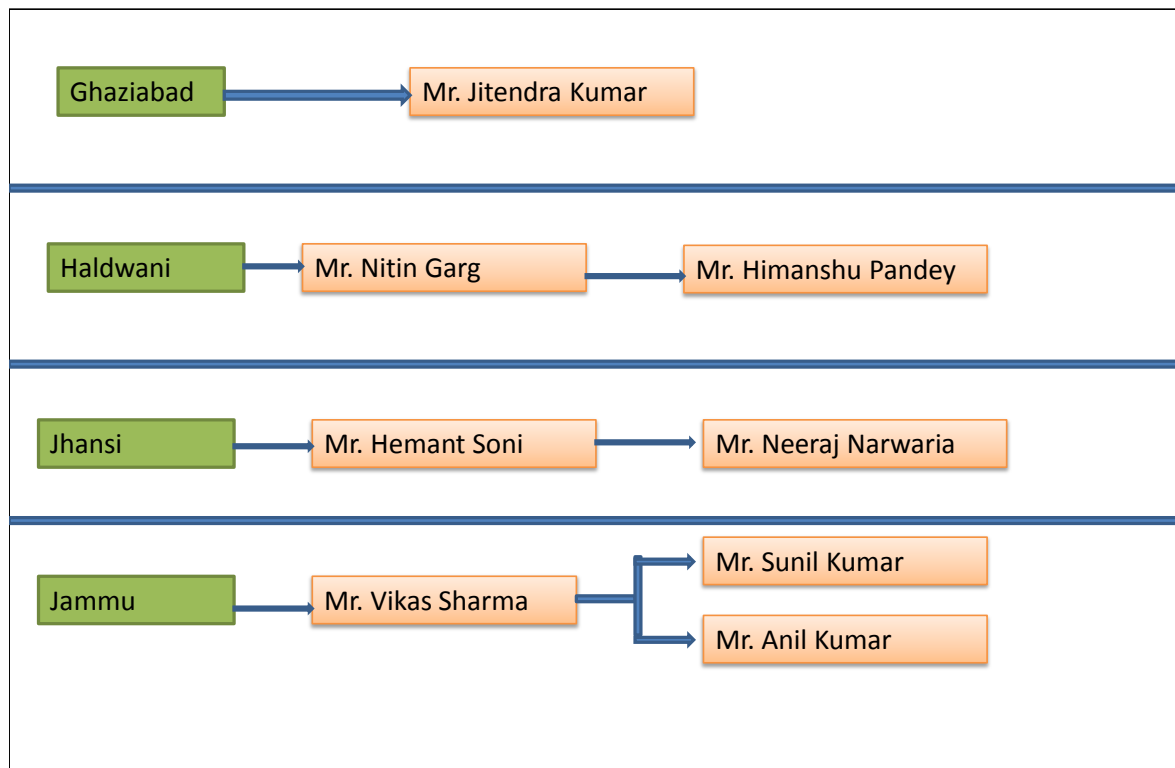 Ghaziabad
Mr. Jitendra Kumar
Haldwani
Mr. Nitin Garg
Mr. Himanshu Pandey
Jhansi
Mr. Hemant Soni
Mr. Neeraj Narwaria
Jammu
Mr. Vikas Sharma
Mr. Sunil Kumar
Mr. Anil Kumar